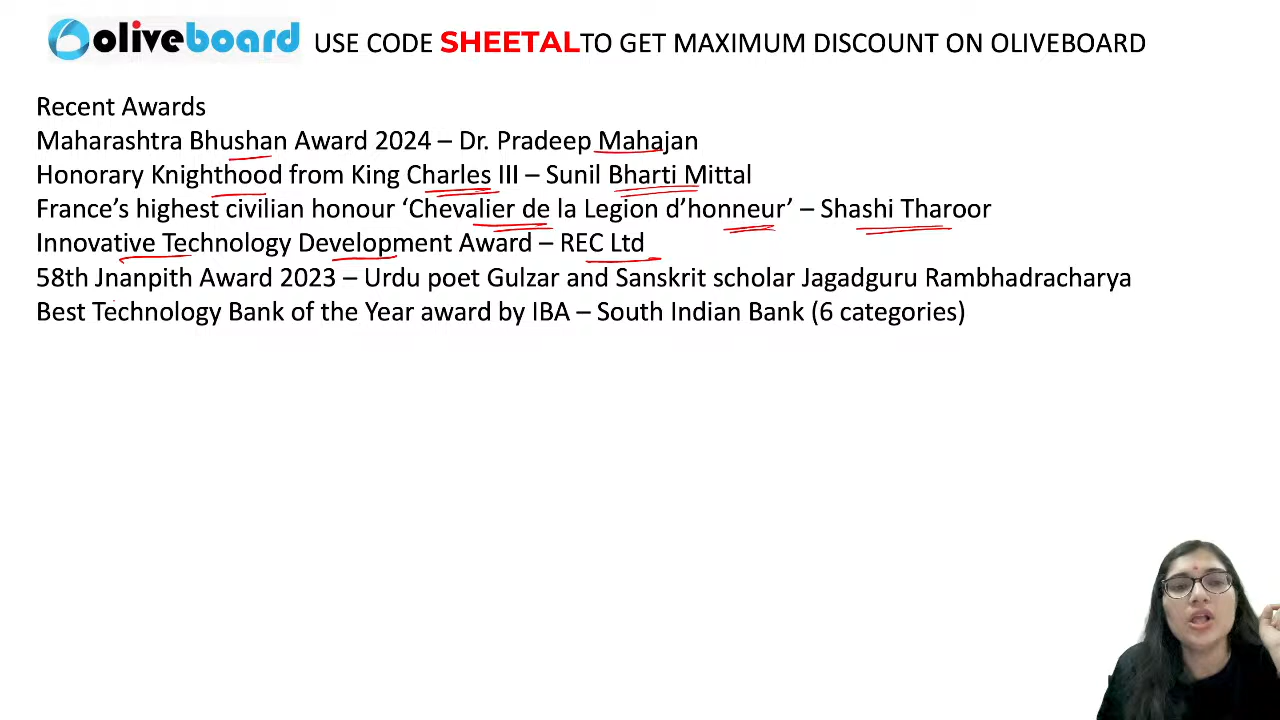 oliveboard USE CODE SHEETAL TO GET MAXIMUM DISCOUNT ON OLIVEBOARD
Recent Awards
Maharashtra Bhushan Award 2024 – Dr. Pradeep Mahajan
Honorary Knighthood from King Charles III – Sunil Bharti Mittal
France’s highest civilian honour ‘Chevalier de la Legion d’honneur’ – Shashi Tharoor
Innovative Technology Development Award – REC Ltd
58th Jnanpith Award 2023 – Urdu poet Gulzar and Sanskrit scholar Jagadguru Rambhadracharya
Best Technology Bank of the Year award by IBA – South Indian Bank (6 categories)